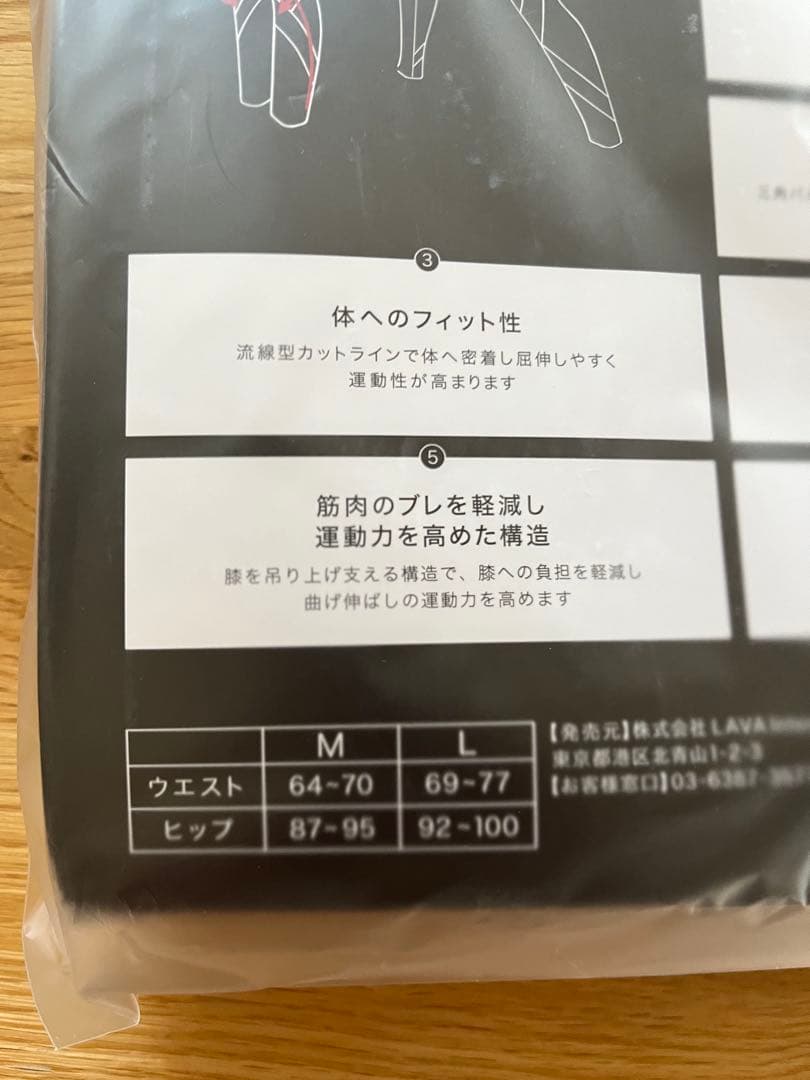 3
体へのフィット性
流線型カットラインで体へ密着し屈伸しやすく
運動性が高まります
5
筋肉のブレを軽減し
運動力を高めた構造
膝を吊り上げ支える構造で、膝への負担を軽減し
曲げ伸ばしの運動力を高めます
M L
ウエスト 64~70 69~77
ヒップ 87~95 92~100
【発売元】株式会社 LAVA
東京都港区北青山1-2-3
【お客様窓口】03-6387-